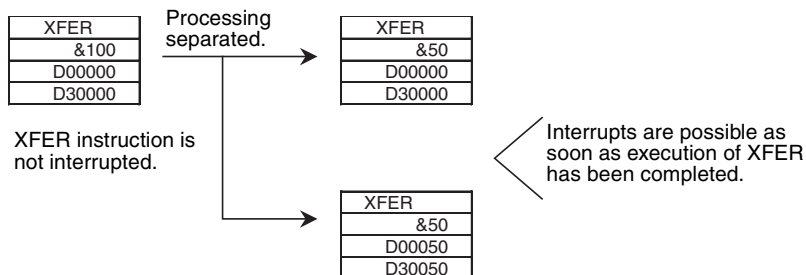 XFER
&100
D00000
D30000
Processing
separated.
XFER
&50
D00000
D30000
XFER instruction is
not interrupted.
Interrupts are possible as
soon as execution of XFER
has been completed.
XFER
&50
D00050
D30050